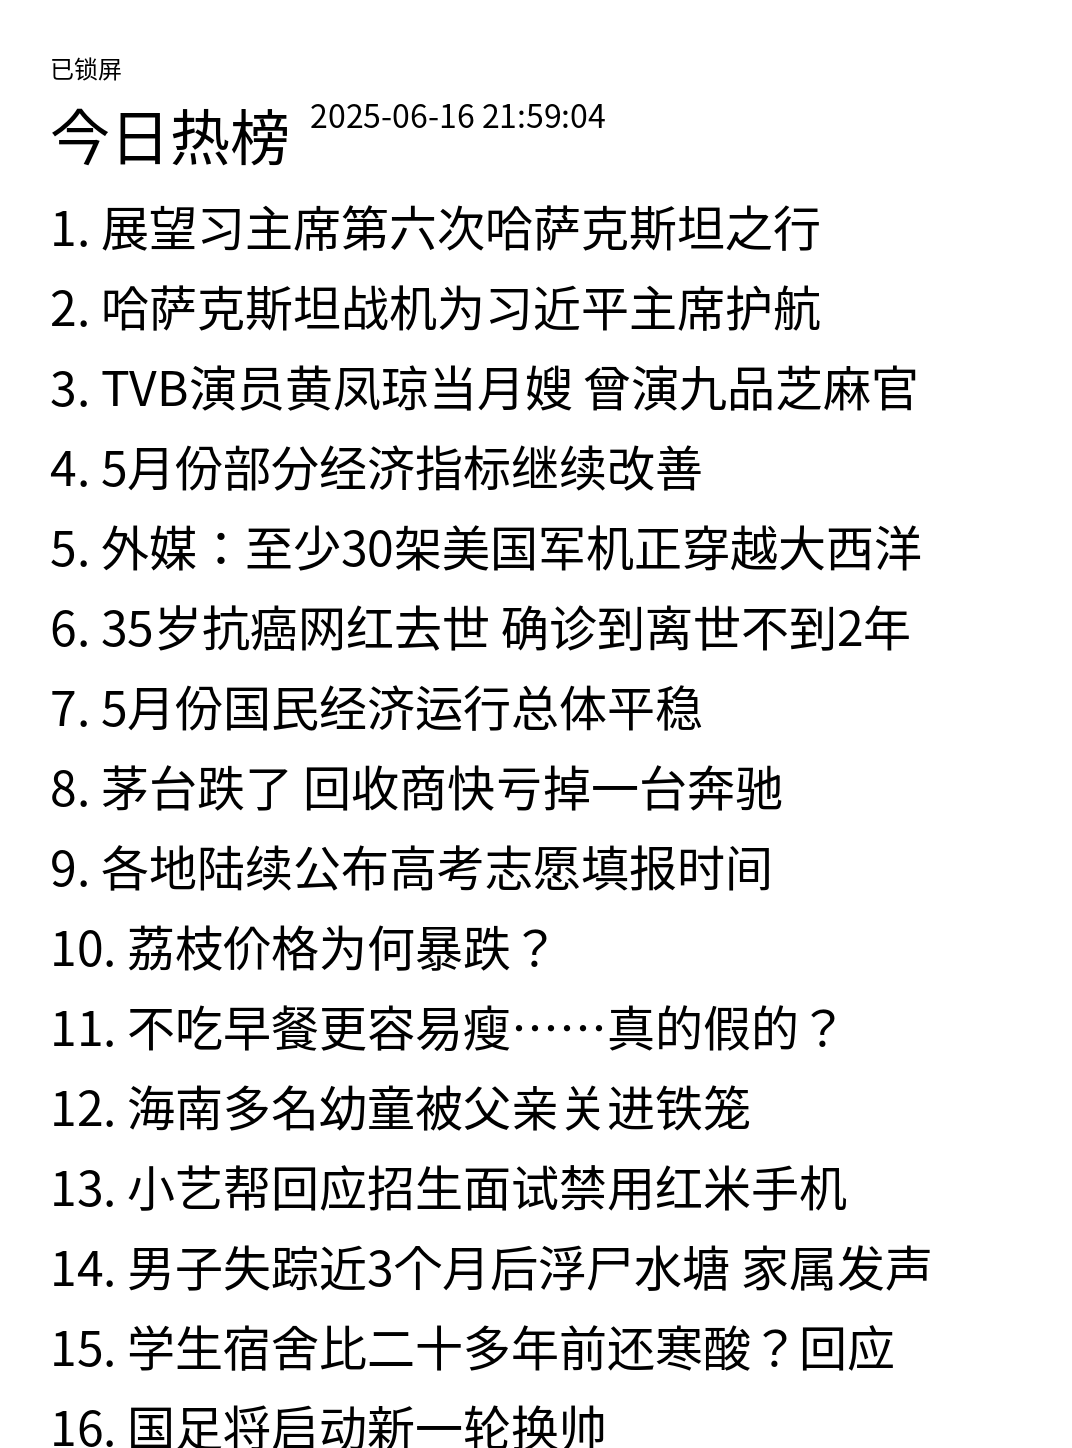 已锁屏
今日热榜 2025-06-16 21:59:04
1. 展望习主席第六次哈萨克斯坦之行
2. 哈萨克斯坦战机为习近平主席护航
3. TVB演员黄凤琼当月嫂 曾演九品芝麻官
4. 5月份部分经济指标继续改善
5. 外媒：至少30架美国军机正穿越大西洋
6. 35岁抗癌网红去世 确诊到离世不到2年
7. 5月份国民经济运行总体平稳
8. 茅台跌了 回收商快亏掉一台奔驰
9. 各地陆续公布高考志愿填报时间
10. 荔枝价格为何暴跌？
11. 不吃早餐更容易瘦……真的假的？
12. 海南多名幼童被父亲关进铁笼
13. 小艺帮回应招生面试禁用红米手机
14. 男子失踪近3个月后浮尸水塘 家属发声
15. 学生宿舍比二十多年前还寒酸？回应
16. 国足将启动新一轮换帅